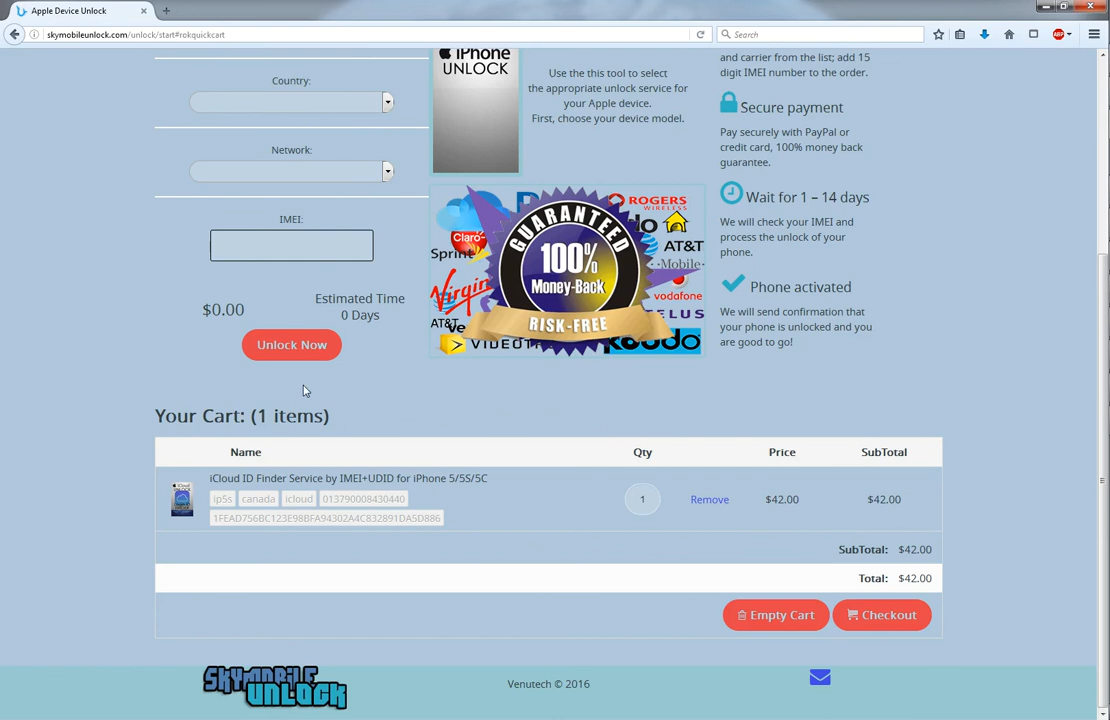 Apple Device Unlock
skymobileunlock.com/unlock/start#rokquickcart
Search
ABP
Country:
Network:
IMEI:
$0.00
Estimated Time
0 Days
Unlock Now
iPhone
UNLOCK
Use the this tool to select
the appropriate unlock service for
your Apple device.
First, choose your device model.
GUARANTEED
100%
Money-Back
RISK-FREE
Claro-
Sprint
Virgin
AT&T
VIDEOT
ROGERS
WIRELESS
do
AT&T
Mobile
vodafone
ELUS
koodo
and carrier from the list; add 15
digit IMEI number to the order.
Secure payment
Pay securely with PayPal or
credit card, 100% money back
guarantee.
Wait for 1 – 14 days
We will check your IMEI and
process the unlock of your
phone.
Phone activated
We will send confirmation that
your phone is unlocked and you
are good to go!
Your Cart: (1 items)
Name Qty Price SubTotal
iCloud ID Finder Service by IMEI+UDID for iPhone 5/5S/5C
ip5s canada icloud 013790008430440
1FEAD756BC123E98BFA94302A4C832891DA5D886
1 Remove $42.00 $42.00
SubTotal: $42.00
Total: $42.00
Empty Cart Checkout
SKYMOBILE
UNLOCK
Venutech © 2016